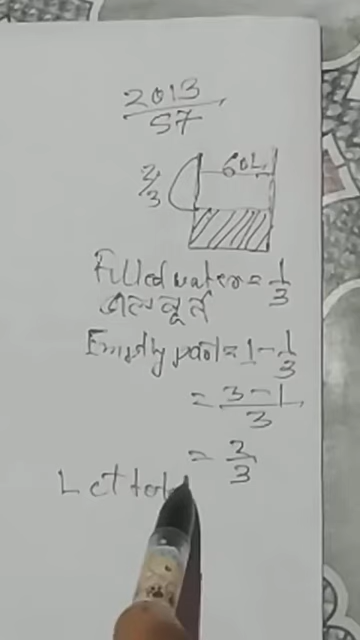 2013
57
60L
2/3
Filled water = 1/3
জলপূর্ন
Empty part = 1 - 1/3
= 3-1/3
= 2/3
Let